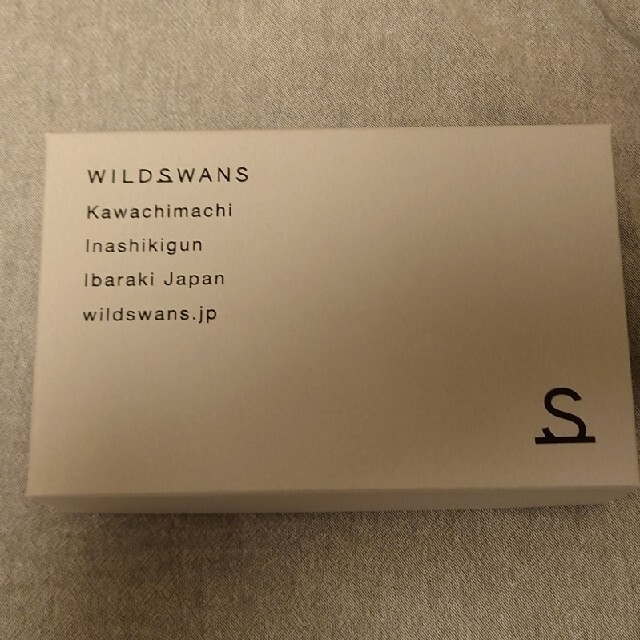 WILDSWANS
Kawachimachi
Inashikigun
Ibaraki Japan
wildswans.jp
S